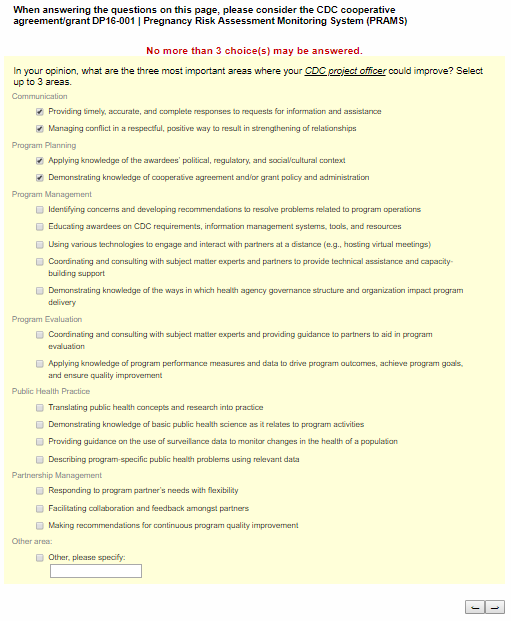 When answering the questions on this page, please consider the CDC cooperative
agreement/grant DP16-001 | Pregnancy Risk Assessment Monitoring System (PRAMS)
No more than 3 choice(s) may be answered.
In your opinion, what are the three most important areas where your CDC project officer could improve? Select
up to 3 areas.
Communication
Providing timely, accurate, and complete responses to requests for information and assistance
Managing conflict in a respectful, positive way to result in strengthening of relationships
Program Planning
Applying knowledge of the awardees' political, regulatory, and social/cultural context
Demonstrating knowledge of cooperative agreement and/or grant policy and administration
Program Management
Identifying concerns and developing recommendations to resolve problems related to program operations
Educating awardees on CDC requirements, information management systems, tools, and resources
Using various technologies to engage and interact with partners at a distance (e.g., hosting virtual meetings)
Coordinating and consulting with subject matter experts and partners to provide technical assistance and capacity-
building support
Demonstrating knowledge of the ways in which health agency governance structure and organization impact program
delivery
Program Evaluation
Coordinating and consulting with subject matter experts and providing guidance to partners to aid in program
evaluation
Applying knowledge of program performance measures and data to drive program outcomes, achieve program goals,
and ensure quality improvement
Public Health Practice
Translating public health concepts and research into practice
Demonstrating knowledge of basic public health science as it relates to program activities
Providing guidance on the use of surveillance data to monitor changes in the health of a population
Describing program-specific public health problems using relevant data
Partnership Management
Responding to program partner's needs with flexibility
Facilitating collaboration and feedback amongst partners
Making recommendations for continuous program quality improvement
Other area:
Other, please specify: